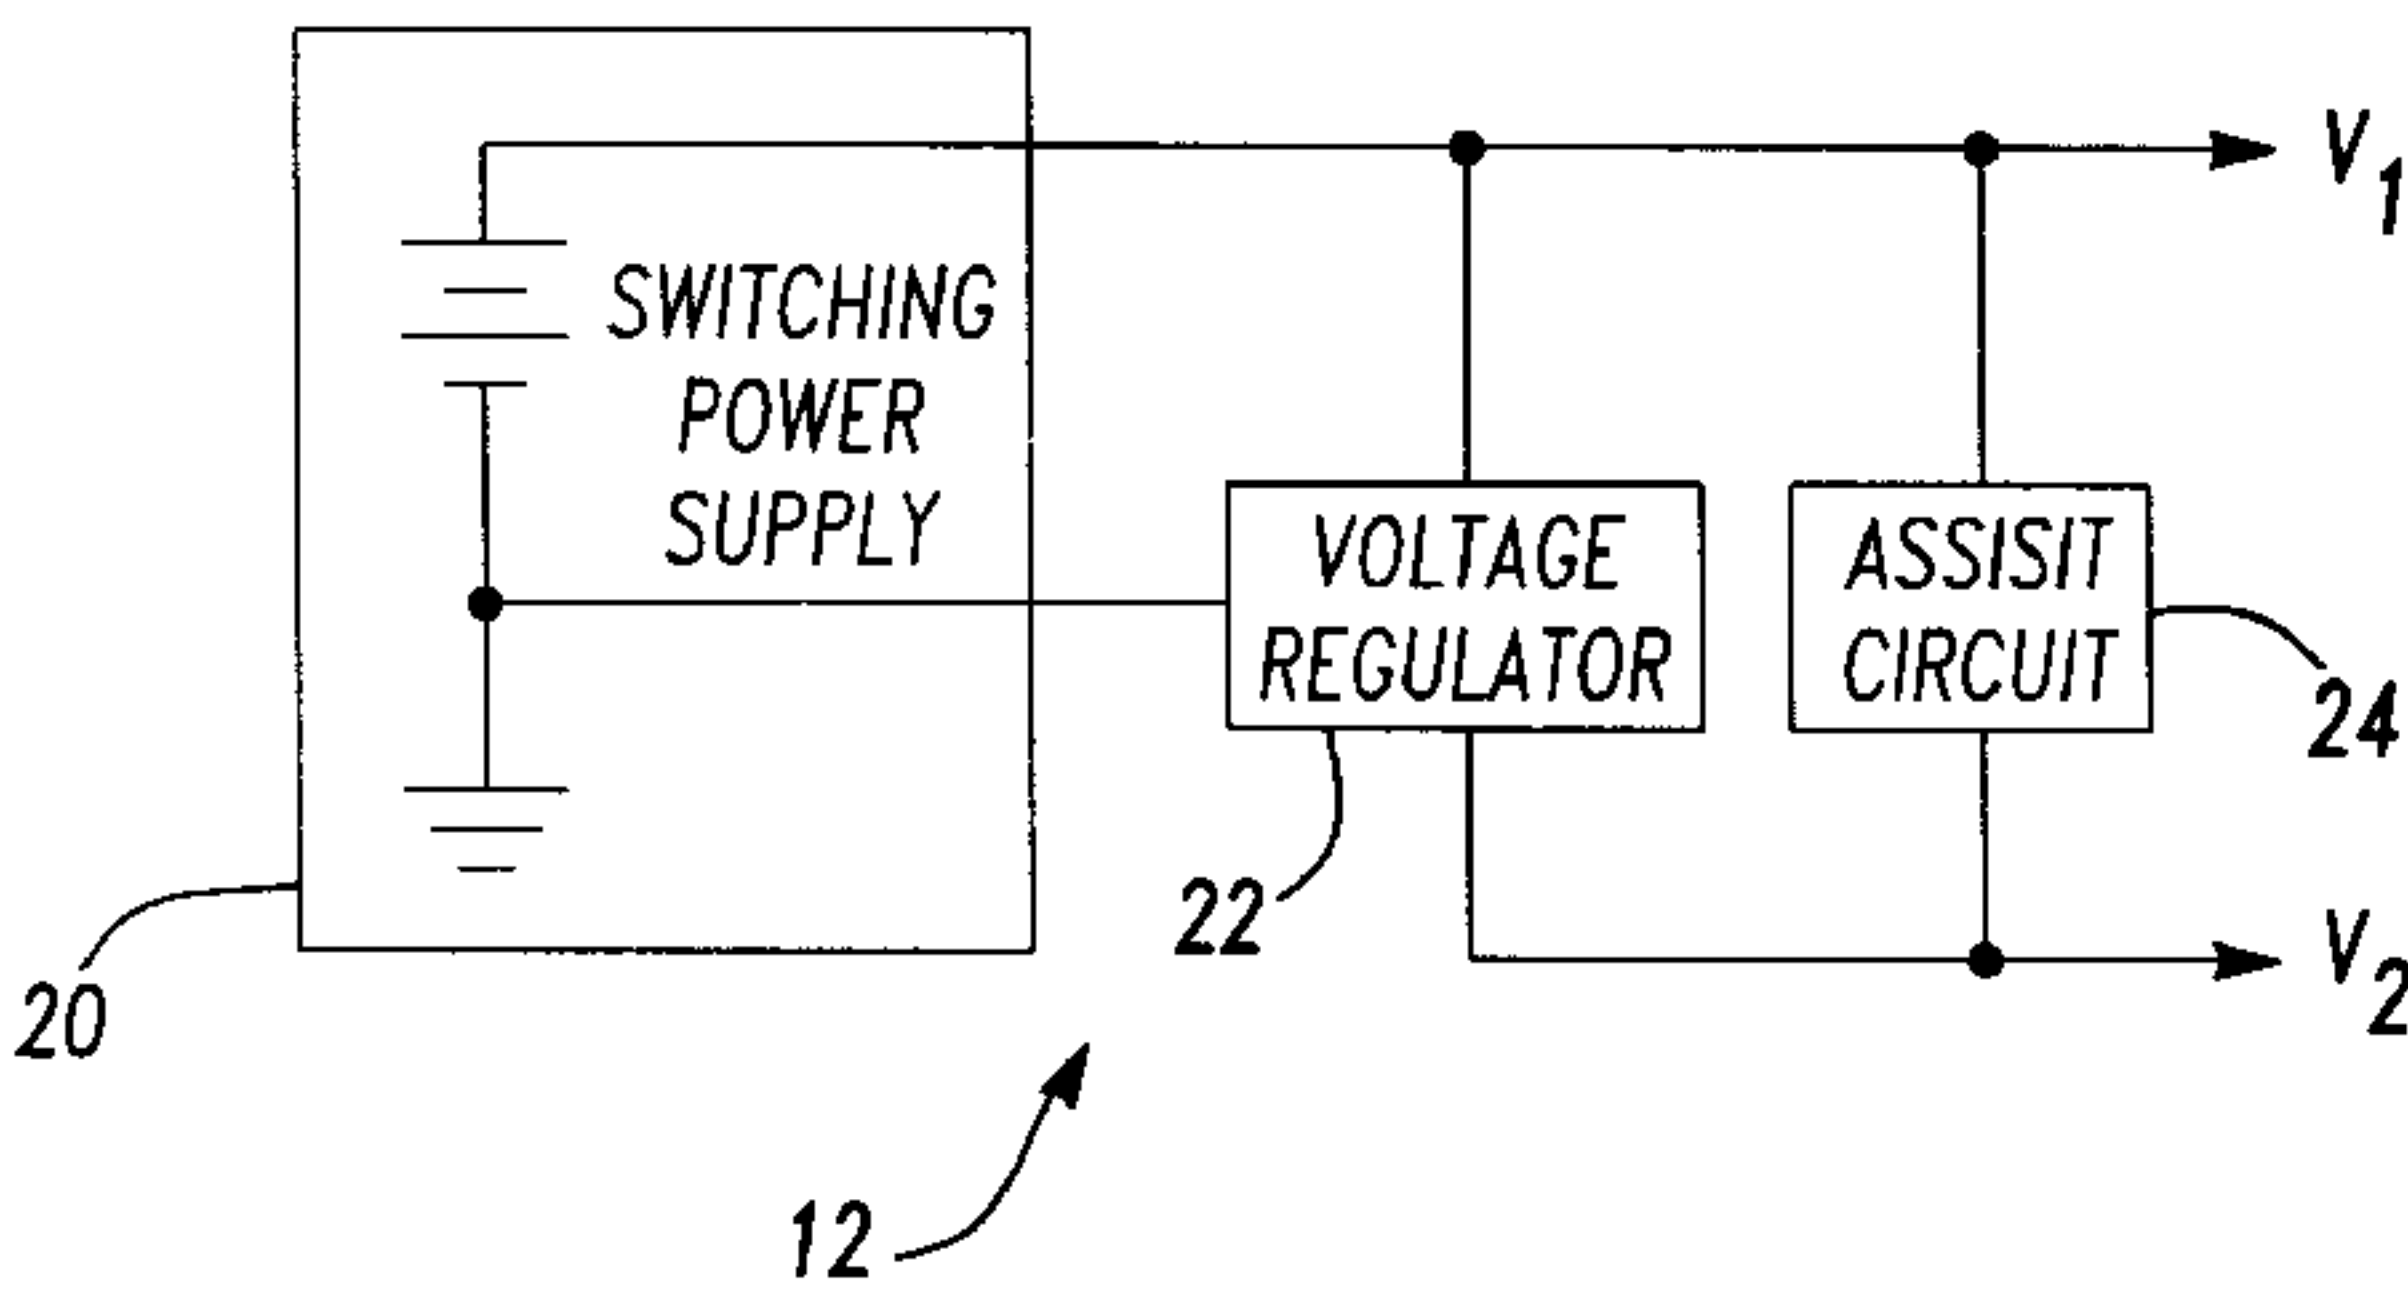 V1
SWITCHING
POWER
SUPPLY
VOLTAGE
REGULATOR
ASSISIT
CIRCUIT
24
22
V2
20
12